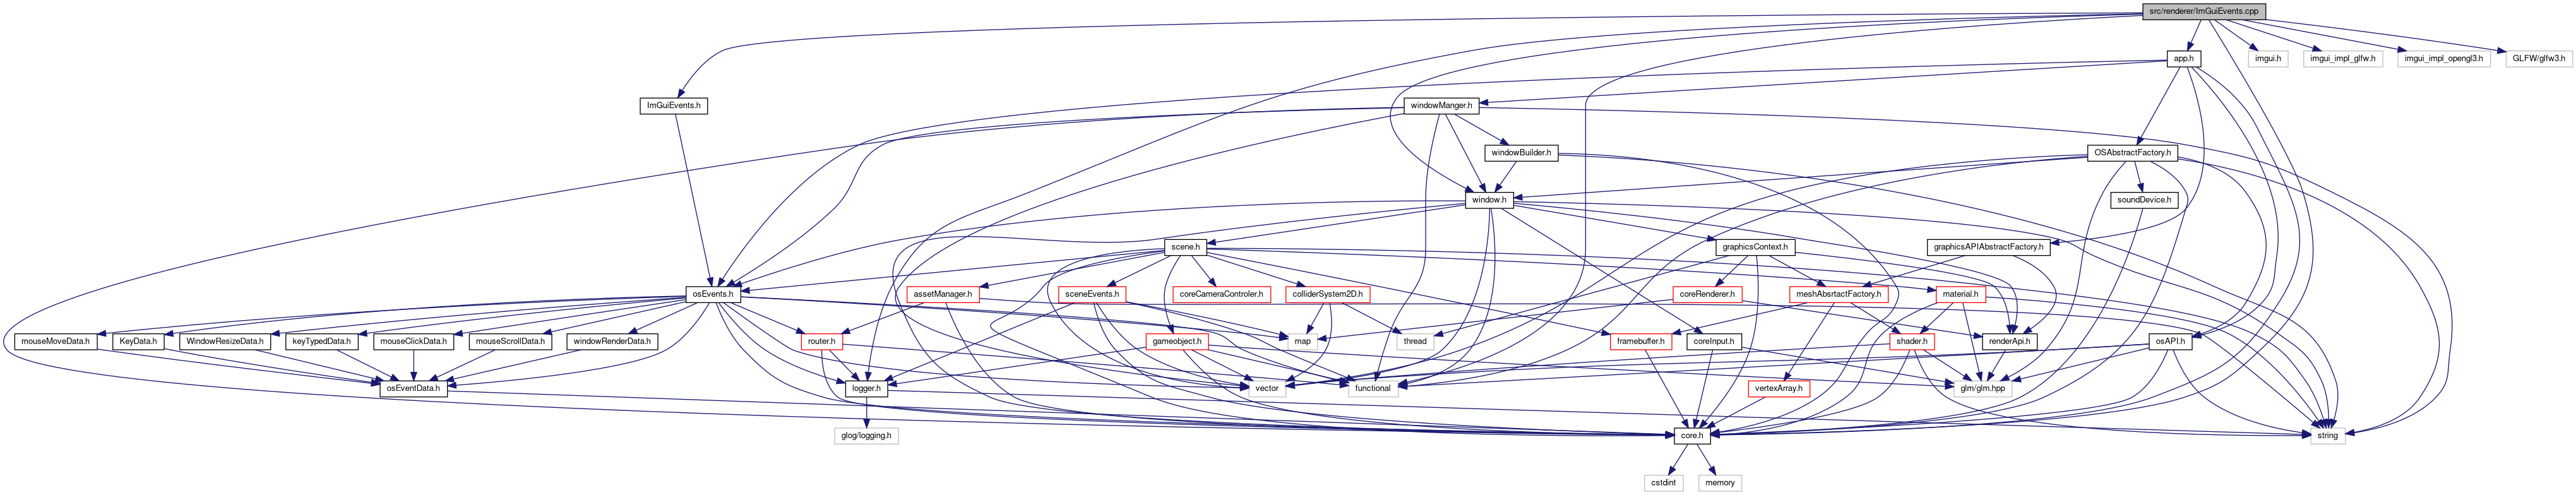 src/renderer/ImGuiEvents.cpp
app.h
imgui.h
imgui_impl_glfw.h
imgui_impl_opengl3.h
GLFW/glfw3.h
ImGuiEvents.h
windowManger.h
windowBuilder.h
OSAbstractFactory.h
window.h
soundDevice.h
scene.h
graphicsContext.h
graphicsAPIAbstractFactory.h
osEvents.h
assetManager.h
sceneEvents.h
coreCameraControler.h
colliderSystem2D.h
coreRenderer.h
meshAbsrtactFactory.h
material.h
mouseMoveData.h
KeyData.h
WindowResizeData.h
keyTypedData.h
mouseClickData.h
mouseScrollData.h
windowRenderData.h
router.h
gameobject.h
map
thread
framebuffer.h
coreInput.h
shader.h
renderApi.h
osAPI.h
osEventData.h
logger.h
vector
functional
vertexArray.h
glm/glm.hpp
glog/logging.h
core.h
string
cstdint
memory